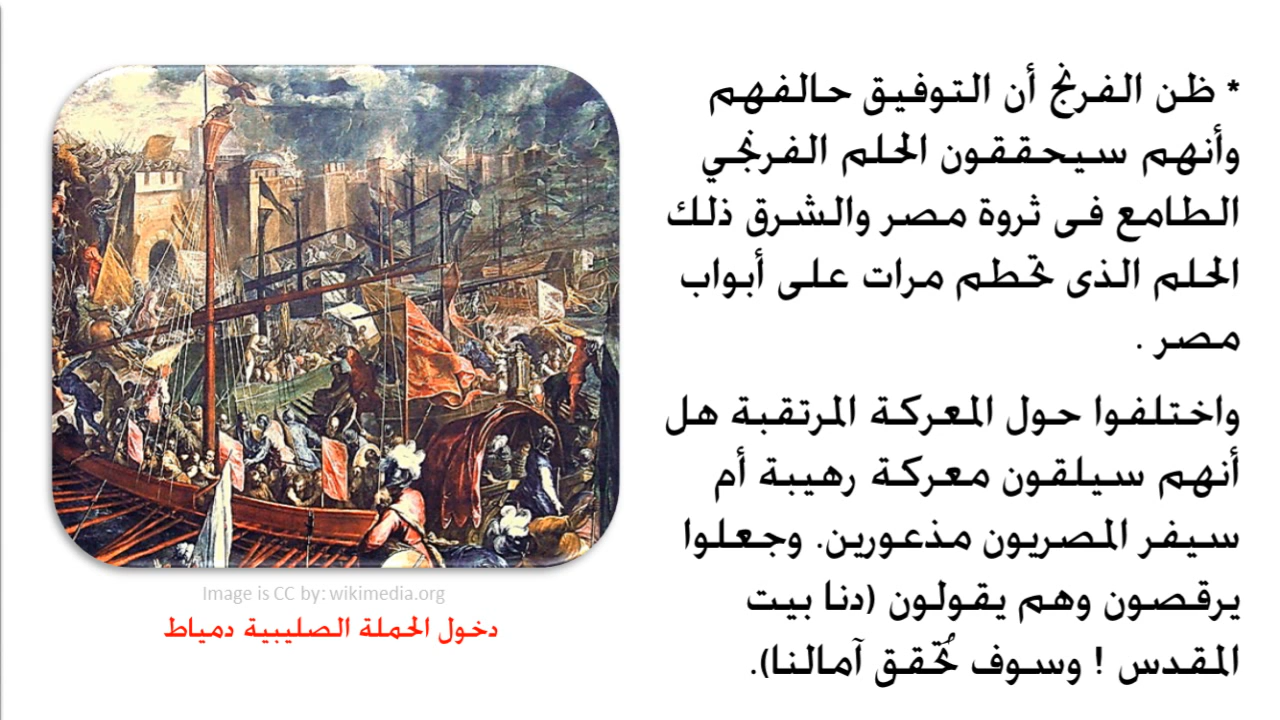 * ظن الفرنج أن التوفيق حالفهم
وأنهم سيحققون الحلم الفرنجي
الطامع فى ثروة مصر والشرق ذلك
الحلم الذى تحطم مرات على أبواب
مصر .
واختلفوا حول المعركة المرتقبة هل
أنهم سيلقون معركة رهيبة أم
سيفر المصريون مذعورين. وجعلوا
يرقصون وهم يقولون (دنا بيت
المقدس ! وسوف تُحّقق آمالنا).
Image is CC by: wikimedia.org
دخول الحملة الصليبية دمياط